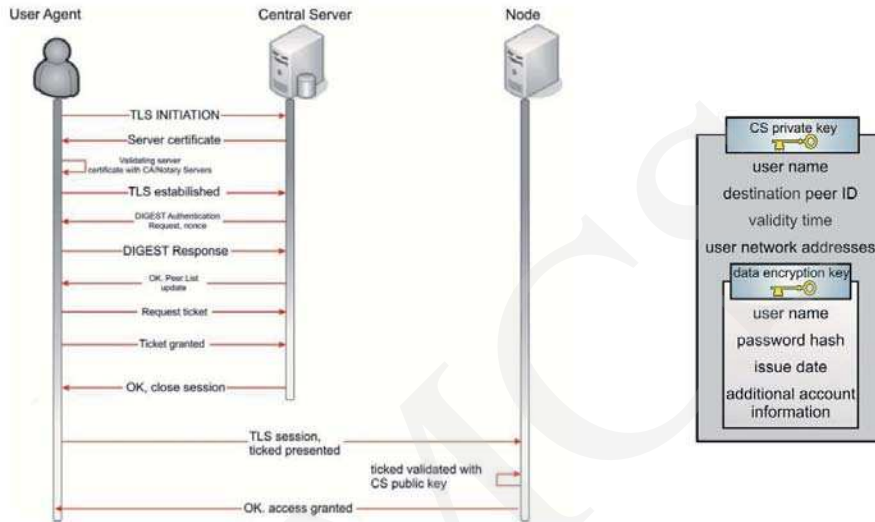 User Agent
Central Server
Node
TLS INITIATION
Server certificate
Validating server
certificate with CA/Notary Servers
TLS estabilished
DIGEST Authentication
Request, nonce
DIGEST Response
OK, Peer List
update
Request ticket
Ticket granted
OK, close session
TLS session,
ticked presented
ticked validated with
CS public key
OK. access granted
CS private key
user name
destination peer ID
validity time
user network addresses
data encryption key
user name
password hash
issue date
additional account
information